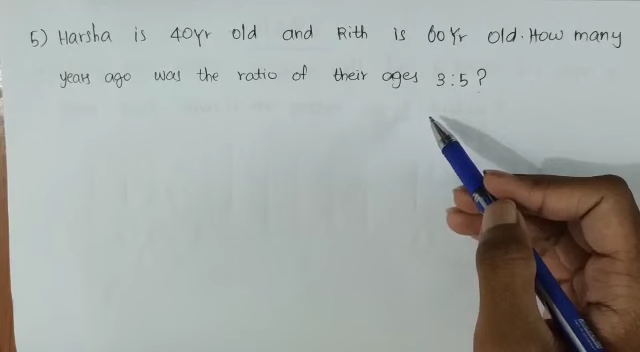 5) Harsha is 40yr old and Rith is 60Yr old. How many
years ago was the ratio of their ages 3:5?